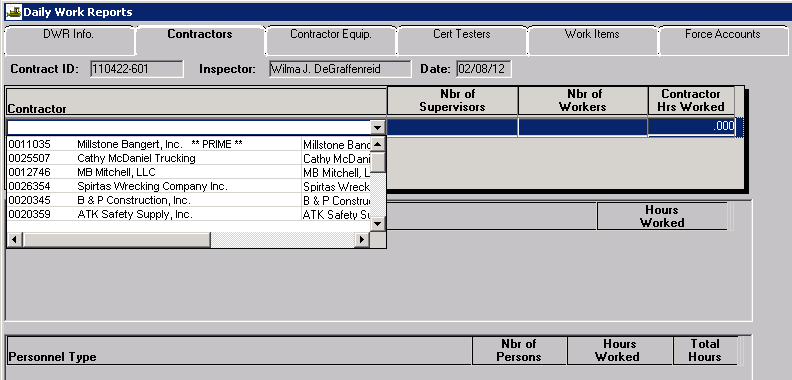 Daily Work Reports
DWR Info. Contractors Contractor Equip. Cert Testers Work Items Force Accounts
Contract ID: 110422-601 Inspector: Wilma J. DeGraffenreid Date: 02/08/12
Contractor Nbr of Supervisors Nbr of Workers Contractor Hrs Worked
.000
0011035 Millstone Bangert, Inc. ** PRIME ** Millstone Bang
0025507 Cathy McDaniel Trucking Cathy McDani
0012746 MB Mitchell, LLC MB Mitchell, L
0026354 Spirtas Wrecking Company Inc. Spirtas Wreck
0020345 B & P Construction, Inc. B & P Constru
0020359 ATK Safety Supply, Inc. ATK Safety Su
Hours Worked
Personnel Type Nbr of Persons Hours Worked Total Hours